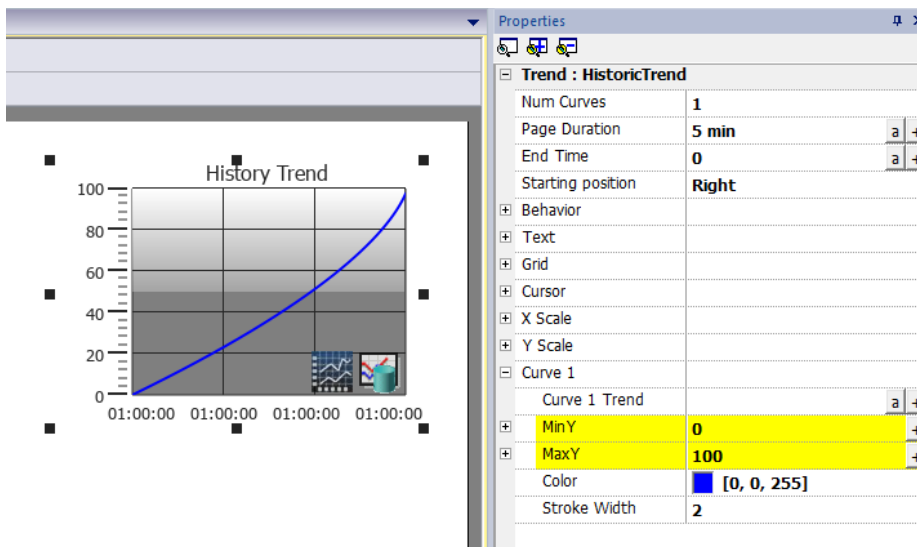 Properties
Trend : HistoricTrend
Num Curves 1
Page Duration 5 min a +
End Time 0 a +
Starting position Right
Behavior
Text
Grid
Cursor
X Scale
Y Scale
Curve 1
Curve 1 Trend a +
MinY 0 +
MaxY 100 +
Color [0, 0, 255]
Stroke Width 2
History Trend
100
80
60
40
20
0
01:00:00 01:00:00 01:00:00 01:00:00